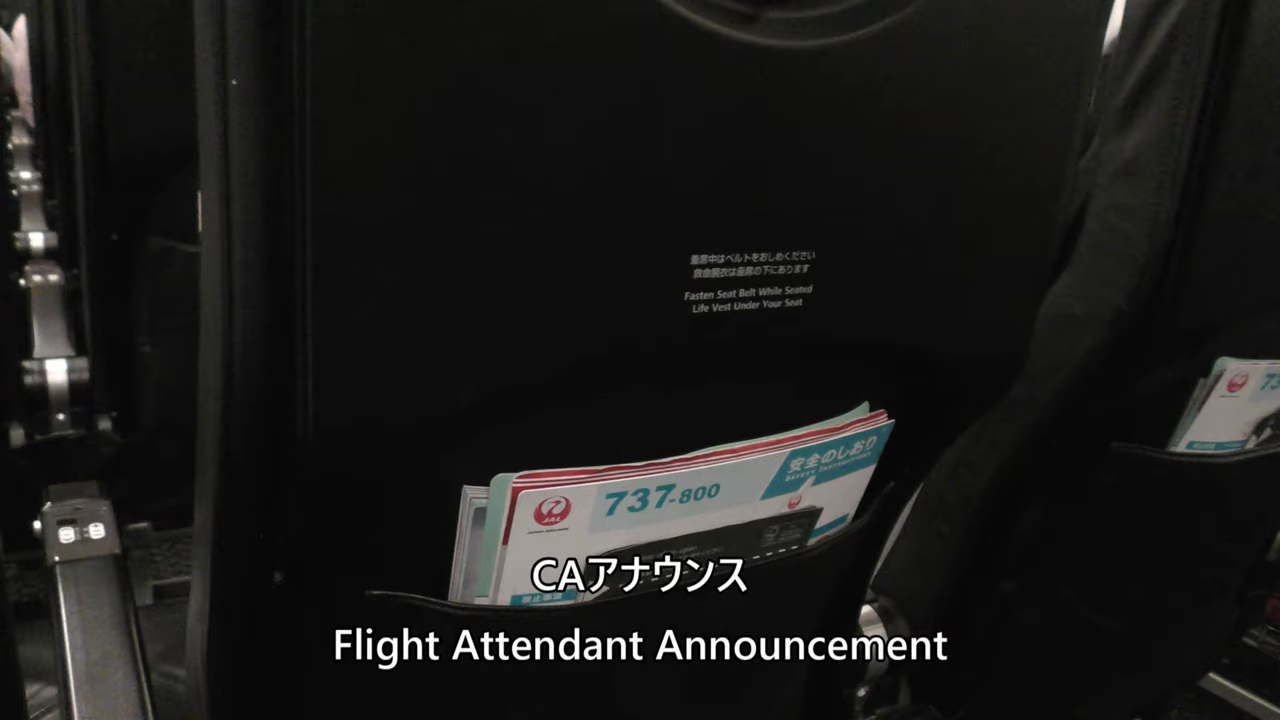 着席中はベルトをおしめください
救命胴衣は座席の下にあります
Fasten Seat Belt While Seated
Life Vest Under Your Seat
安全のしおり
SAFETY INSTRUCTIONS
737-800
JAL
73
CAアナウンス
Flight Attendant Announcement